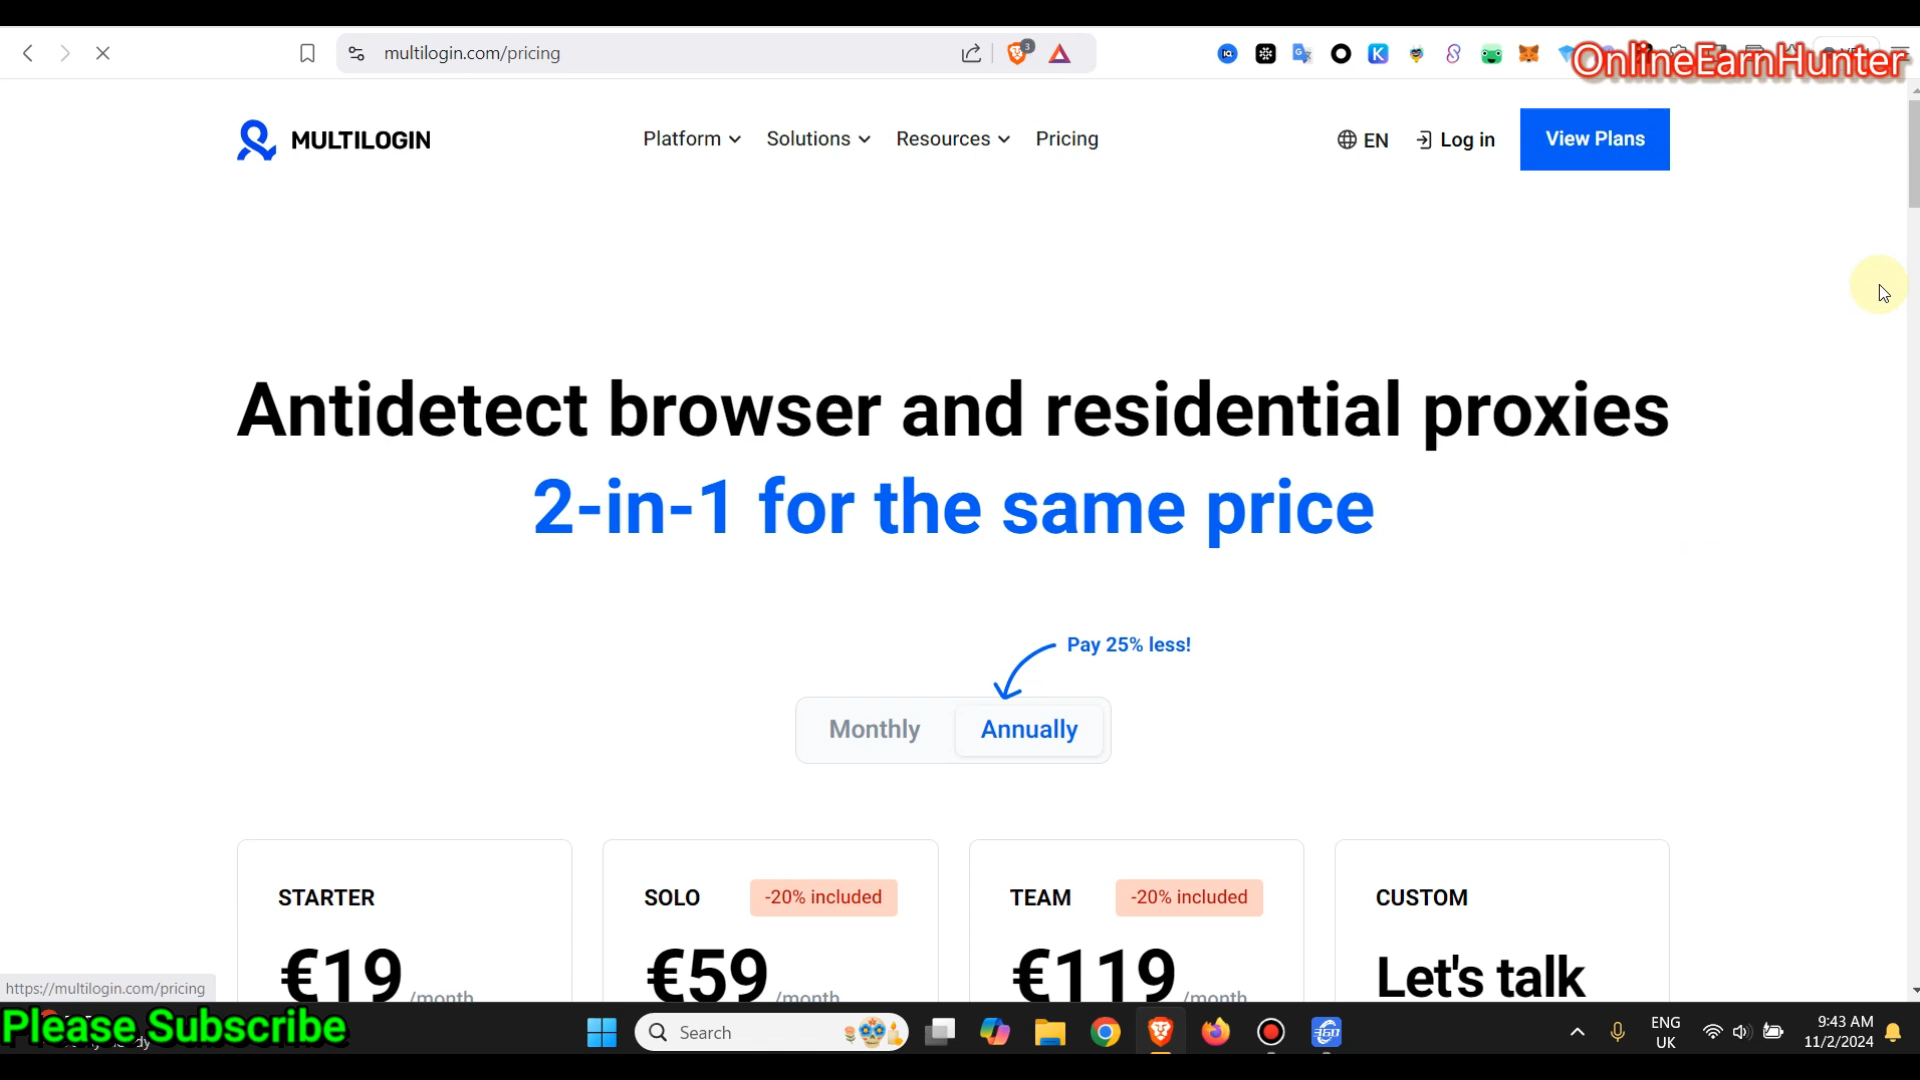 multilogin.com/pricing
3
OnlineEarnHunter
MULTILOGIN
Platform
Solutions
Resources
Pricing
EN
Log in
View Plans
Antidetect browser and residential proxies
2-in-1 for the same price
Pay 25% less!
Monthly
Annually
STARTER
€19 /month
SOLO
-20% included
€59 /month
TEAM
-20% included
€119 /month
CUSTOM
Let's talk
https://multilogin.com/pricing
Please Subscribe
Search
ENG
UK
9:43 AM
11/2/2024